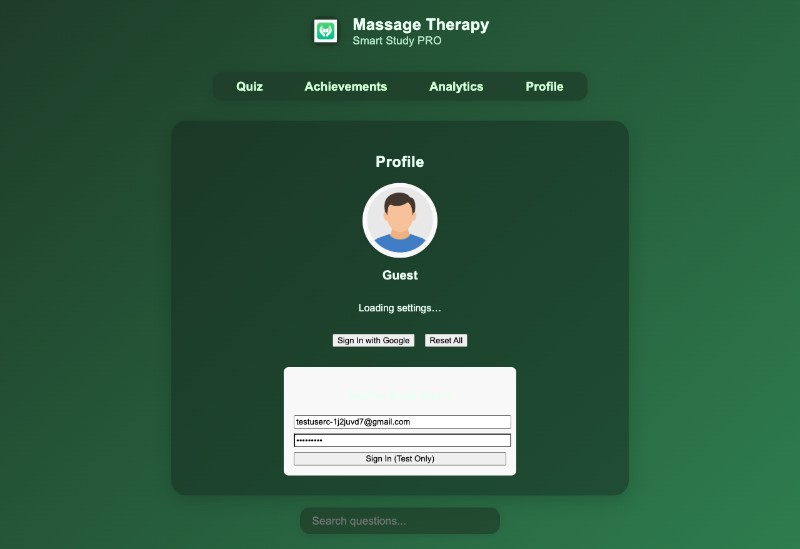 Massage Therapy
Smart Study PRO
Quiz Achievements Analytics Profile
Profile
Guest
Loading settings…
Sign In with Google Reset All
testuserc-1j2juvd7@gmail.com
•••••••••
Sign In (Test Only)
Search questions...